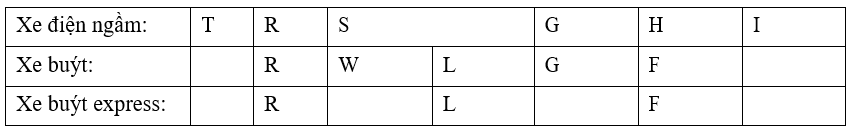 Xe điện ngầm: T R S G H I
Xe buýt: R W L G F
Xe buýt express: R L F